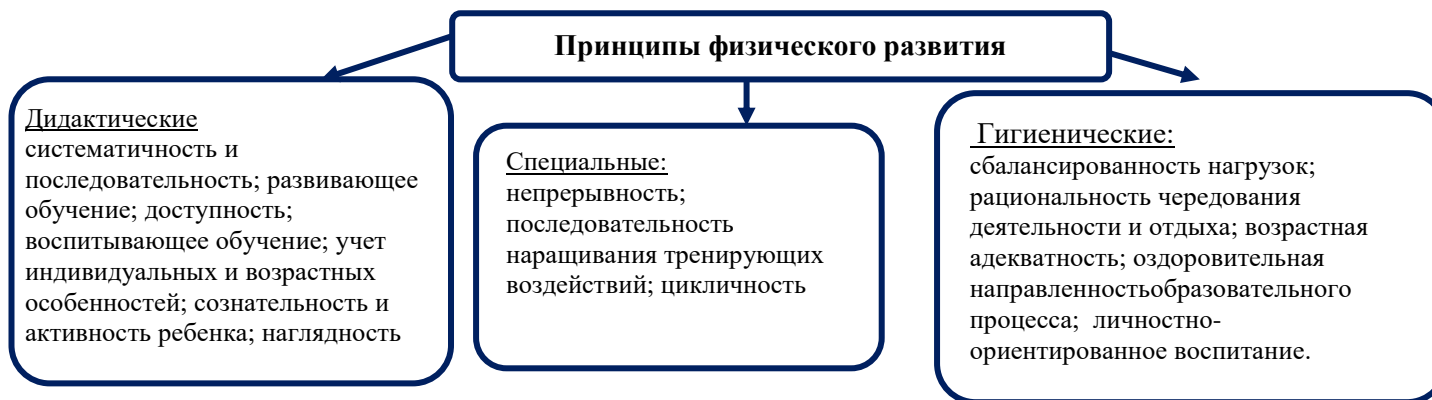 Принципы физического развития
Дидактические
систематичность и
последовательность; развивающее
обучение; доступность;
воспитывающее обучение; учет
индивидуальных и возрастных
особенностей; сознательность и
активность ребенка; наглядность
Специальные:
непрерывность;
последовательность
наращивания тренирующих
воздействий; цикличность
Гигиенические:
сбалансированность нагрузок;
рациональность чередования
деятельности и отдыха; возрастная
адекватность; оздоровительная
направленностьобразовательного
процесса; личностно-
ориентированное воспитание.